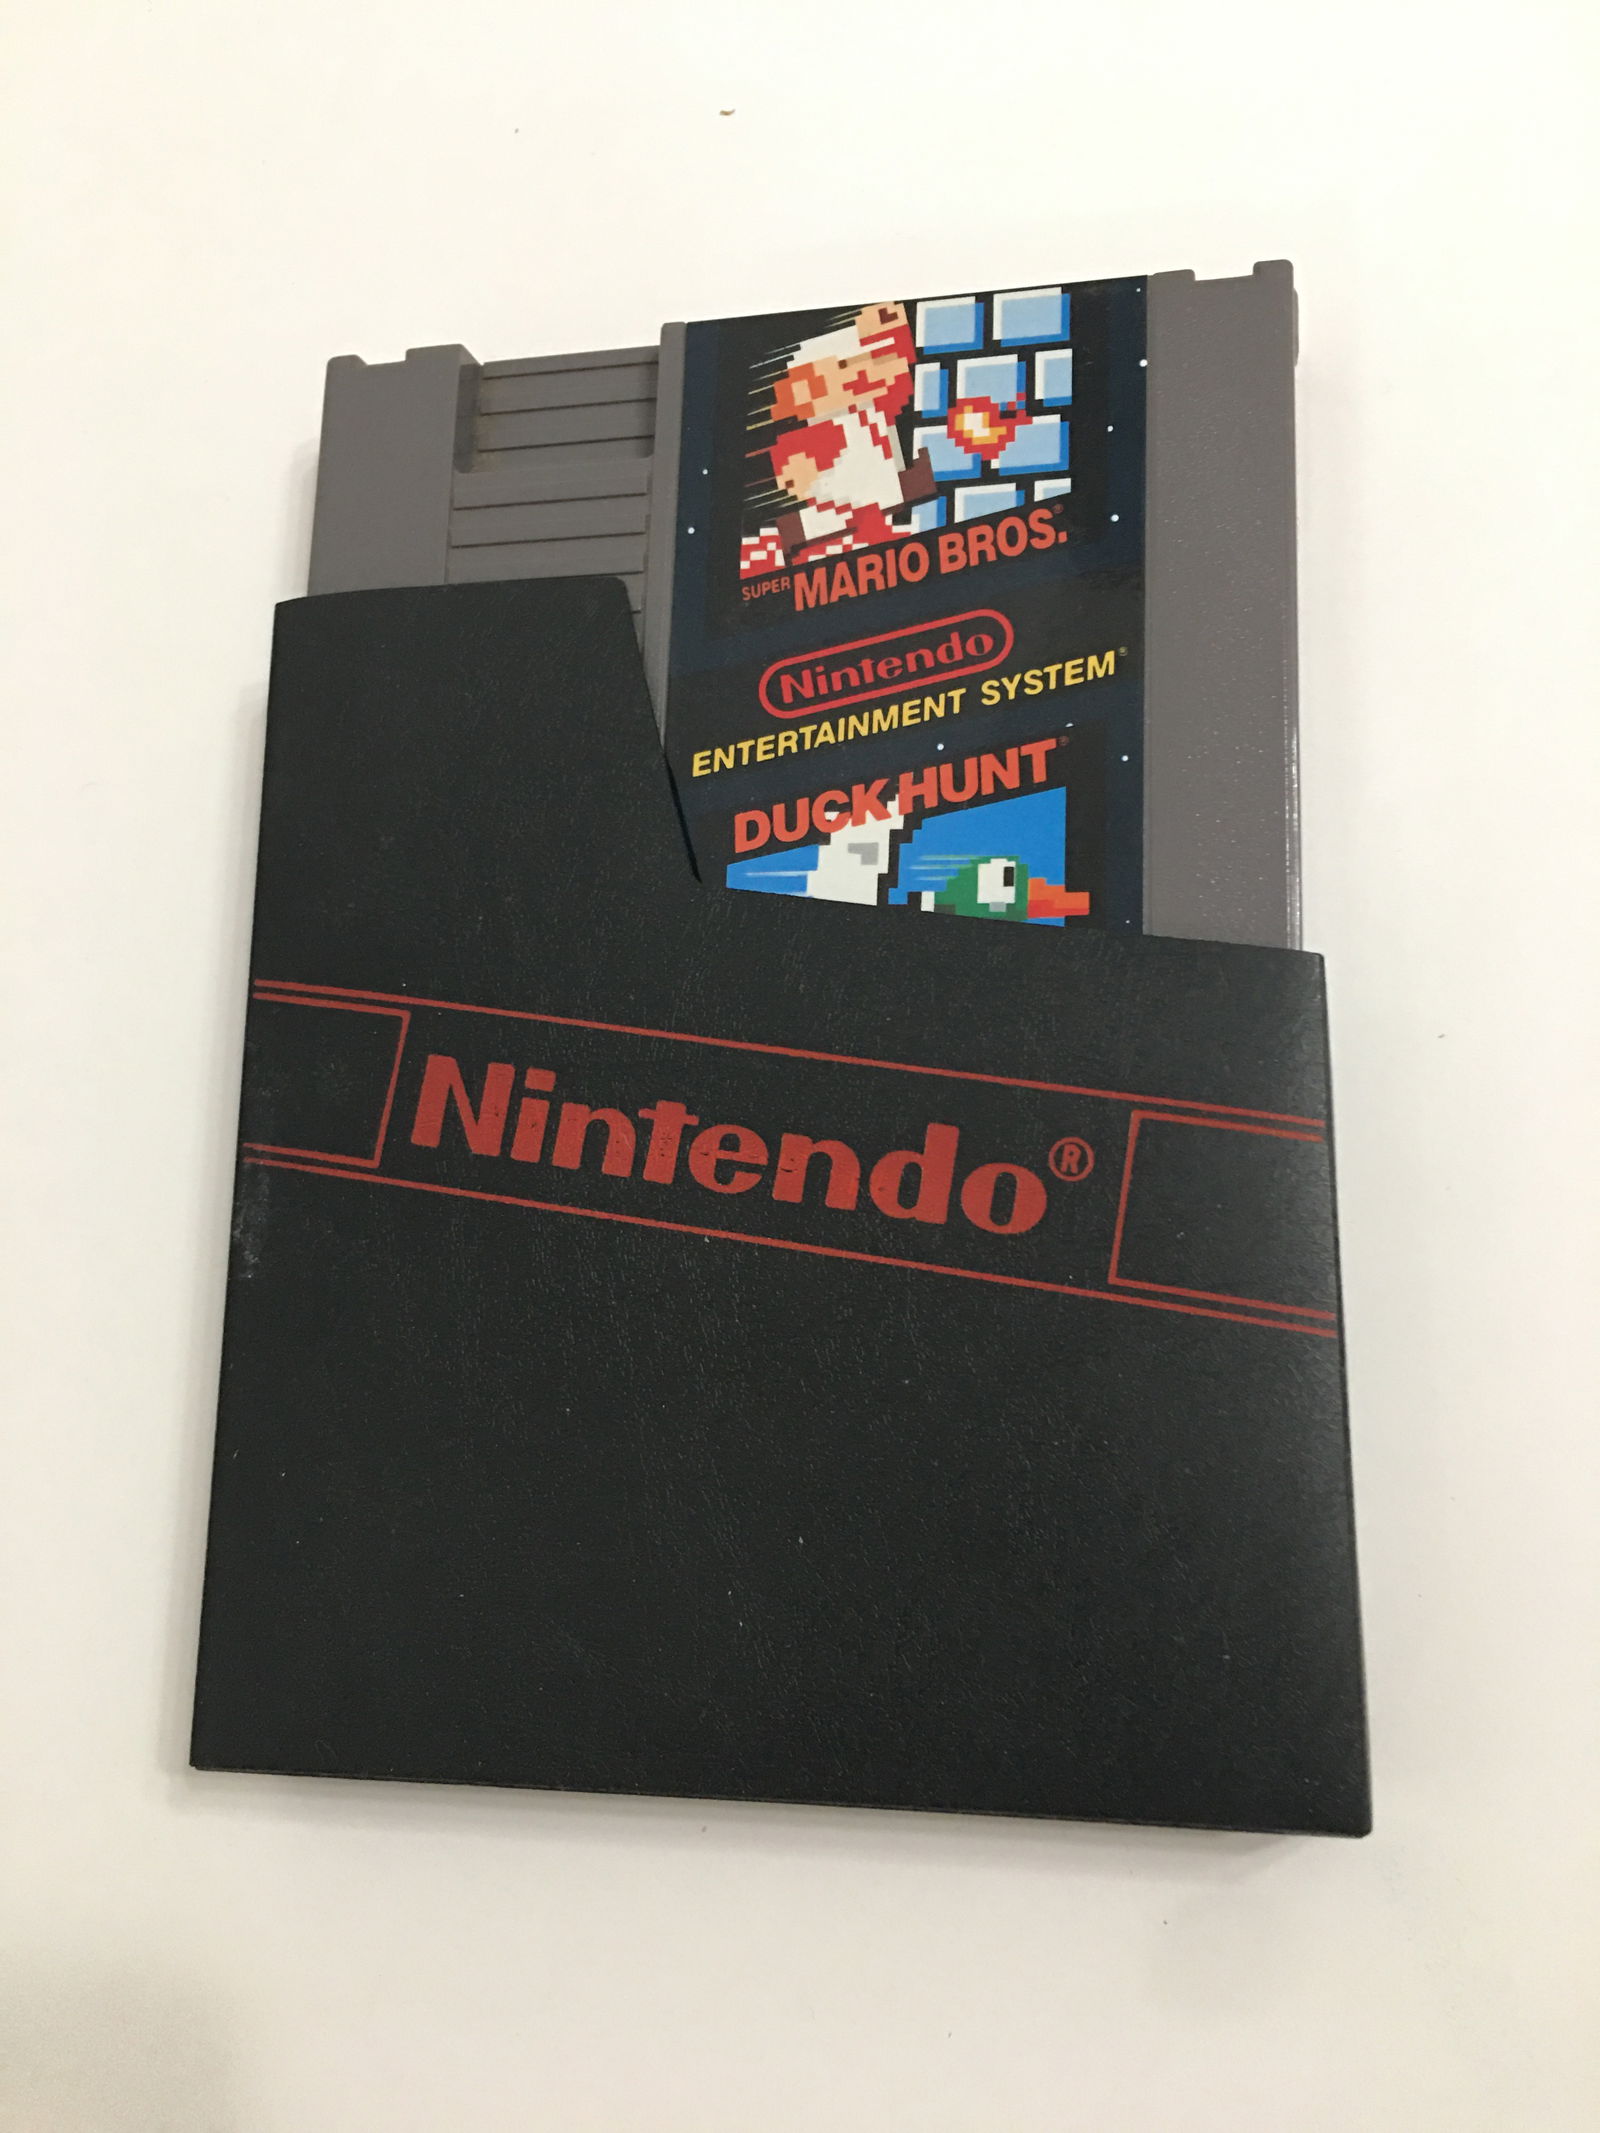 SUPER MARIO BROS.®
Nintendo
ENTERTAINMENT SYSTEM®
DUCK HUNT®
Nintendo®